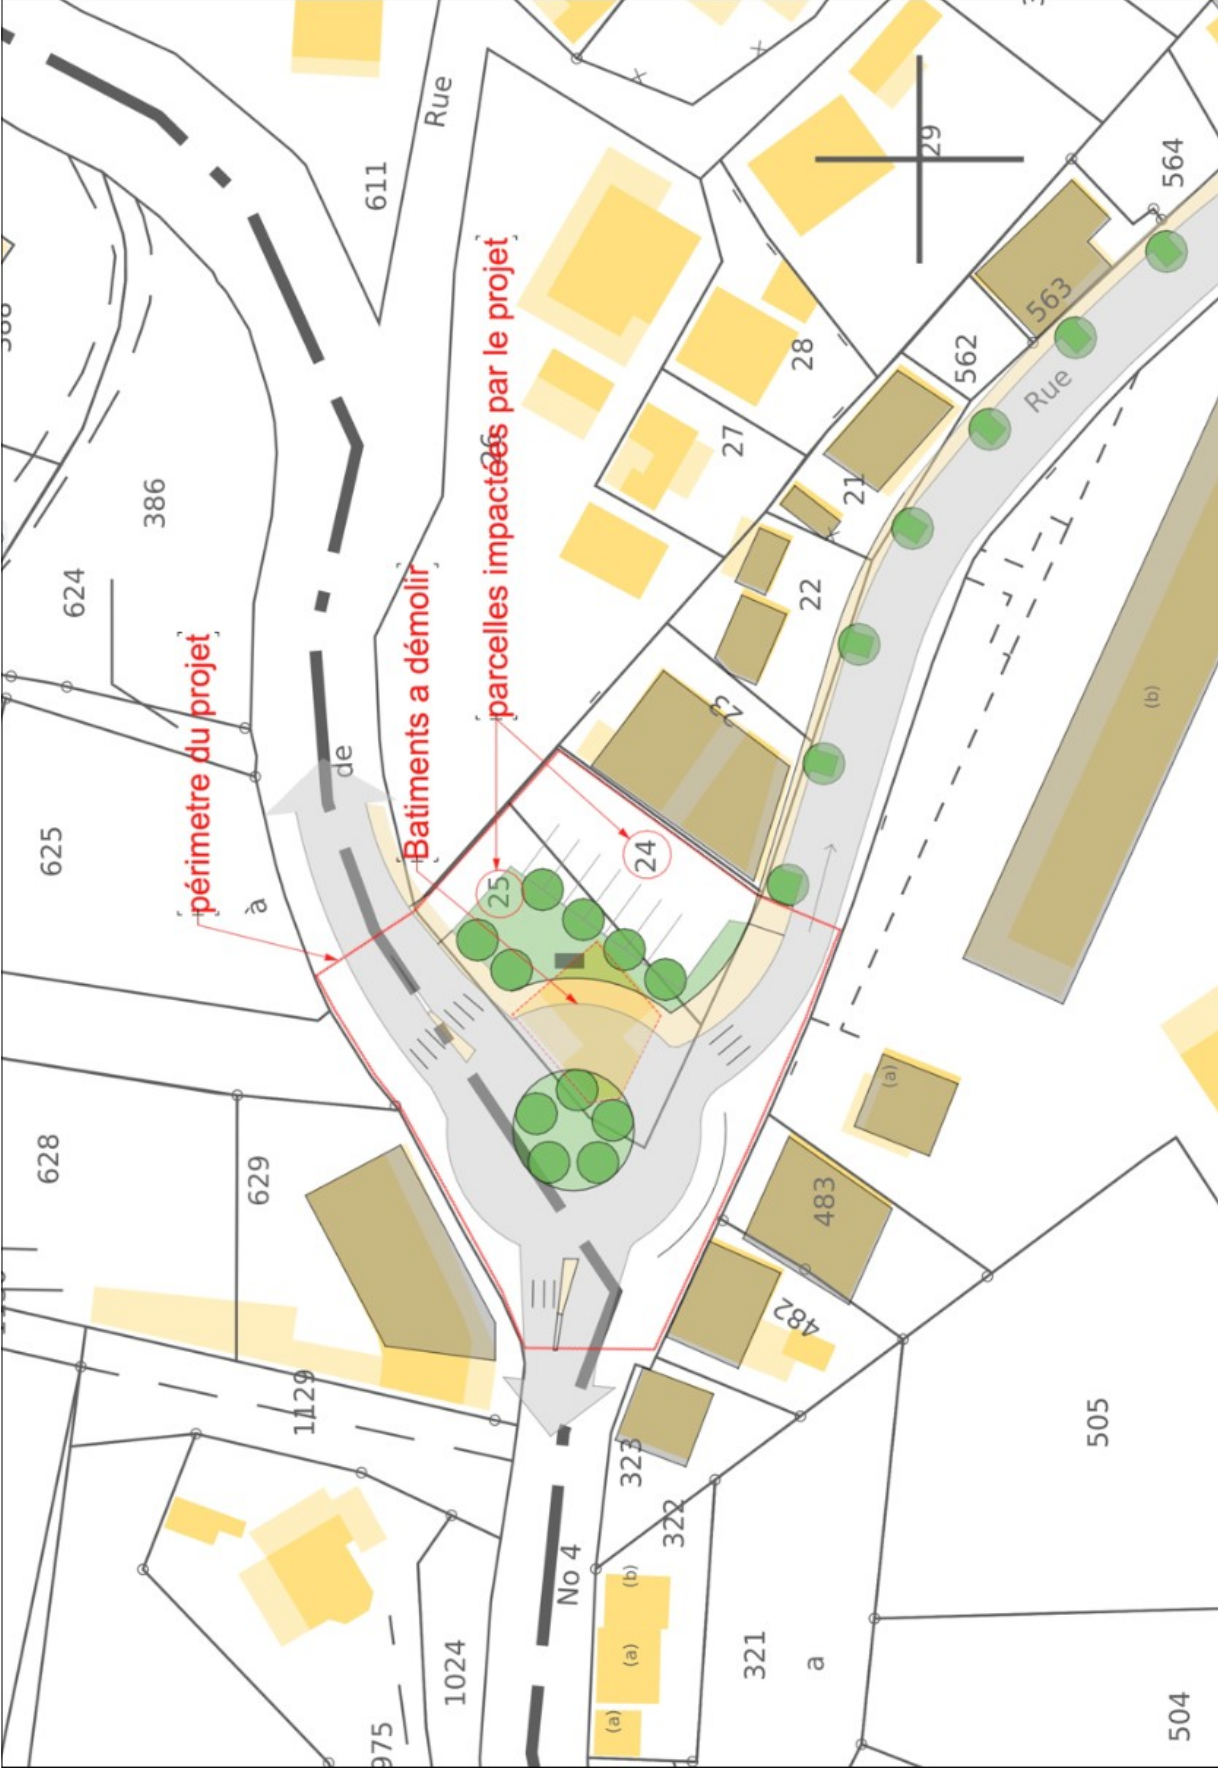 périmetre du projet
Batiments a démolir
parcelles impactées par le projet
Rue
611
29
564
563
562
28
27
26
21
22
23
24
25
Rue
386
624
625
de
à
628
629
1129
(b)
(a)
483
482
323
322
505
No 4
(b)
(a)
(a)
321
a
1024
975
504